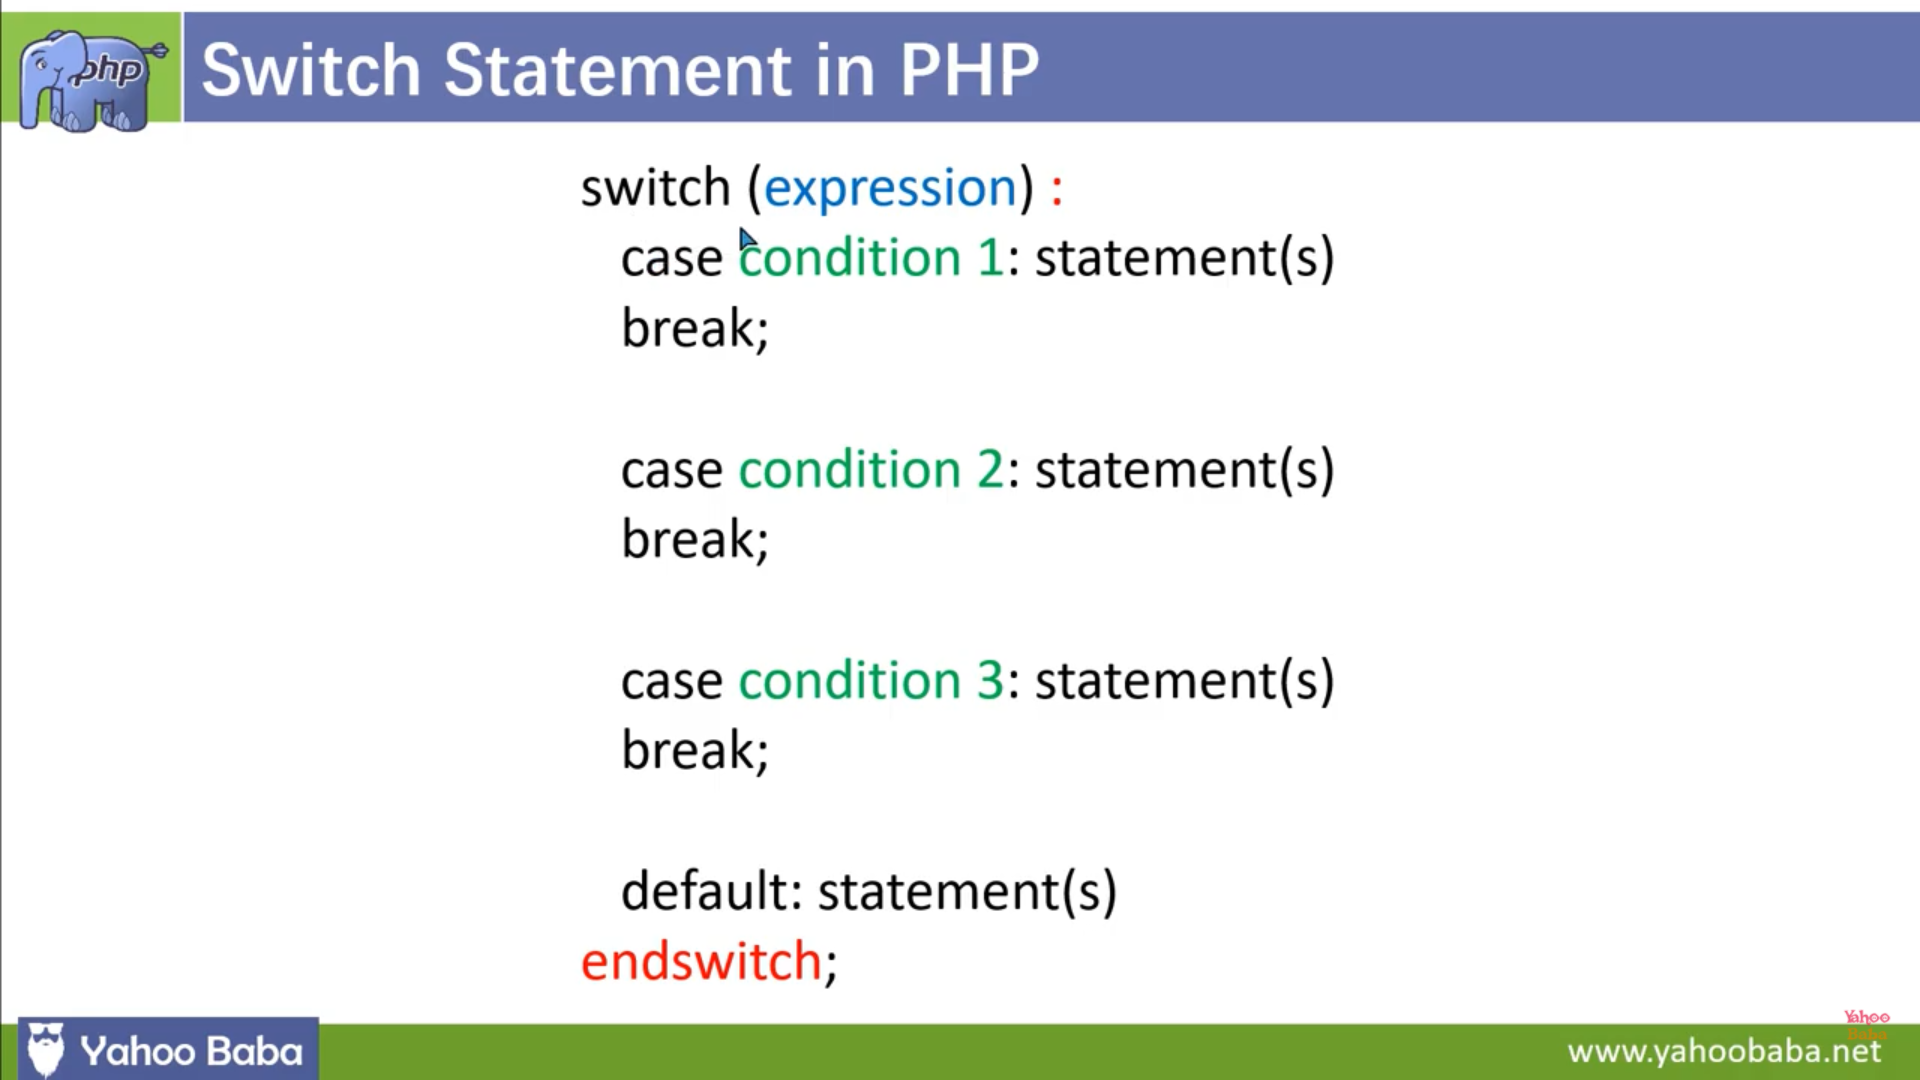 php
Switch Statement in PHP
switch (expression) :
case condition 1: statement(s)
break;
case condition 2: statement(s)
break;
case condition 3: statement(s)
break;
default: statement(s)
endswitch;
Yahoo Baba
Yahoo
Baba
www.yahoobaba.net